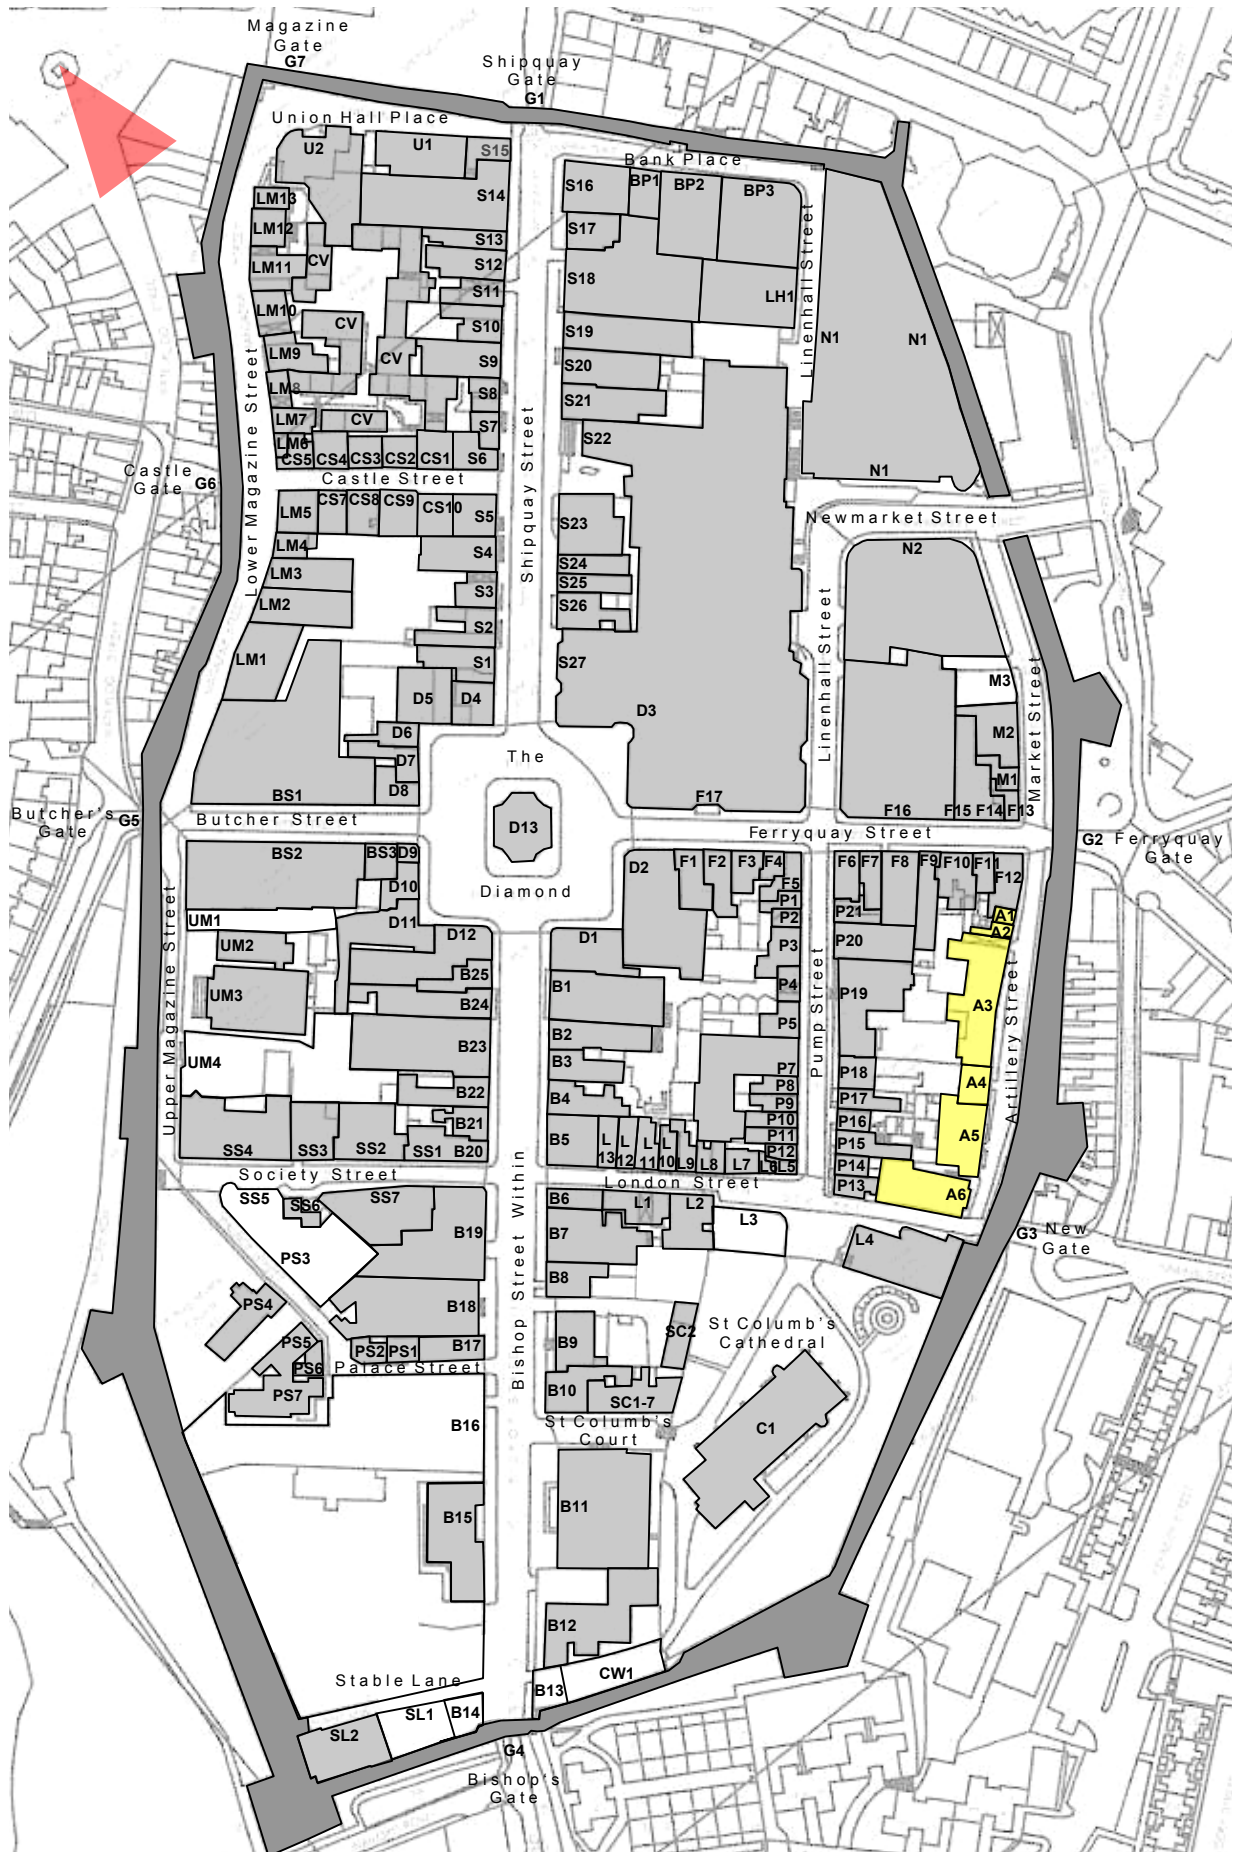 Magazine
Gate
G7
Shipquay
Gate
G1
Union Hall Place
U2
U1
S15
Bank Place
S14
S16
BP1
BP2
BP3
LM13
LM12
S13
S17
LM11
CV
S12
S18
S11
LH1
LM10
CV
S10
S19
N1
N1
Linenhall Street
LM9
CV
S9
S20
LM8
S8
S21
Lower Magazine Street
LM7
CV
S7
S22
LM6
CS5
CS4
CS3
CS2
CS1
S6
Shipquay Street
Castle
Gate
G6
Castle Street
N1
CS7
CS8
CS9
CS10
LM5
S5
S23
Newmarket Street
LM4
S4
N2
LM3
S24
S25
LM2
S3
S26
S2
Linenhall Street
LM1
S1
S27
M3
D5
D4
D3
Market Street
D6
The
M2
D7
M1
D8
BS1
F17
F16
F15
F14
F13
Butcher's
Gate
G5
Butcher Street
D13
Ferryquay Street
G2
Ferryquay
Gate
BS2
BS3
D9
D2
F1
F2
F3
F4
F5
F6
F7
F8
F9
F10
F11
F12
Diamond
D10
P1
UM1
D11
P2
P21
A1
A2
UM2
D12
D1
P3
P20
Upper Magazine Street
B25
Pump Street
UM3
B24
B1
P4
P19
A3
Artillery Street
B2
P5
UM4
B23
B3
P7
P18
A4
B22
B4
P8
P17
P9
B21
P10
P16
A5
SS4
SS3
SS2
SS1
B20
B5
L
13
L
12
L
11
L
10
L9
L8
L7
L6
L5
P11
P12
P15
P14
Society Street
London Street
P13
A6
SS5
SS6
SS7
B6
L1
L2
L3
B19
B7
L4
G3
New
Gate
PS3
B8
Bishop Street Within
PS4
B18
SC2
St Columb's
Cathedral
PS5
B9
PS2
PS1
B17
PS6
Palace Street
PS7
B10
SC1-7
B16
St Columb's
Court
C1
B11
B15
B12
Stable Lane
CW1
B13
SL1
B14
SL2
G4
Bishop's
Gate